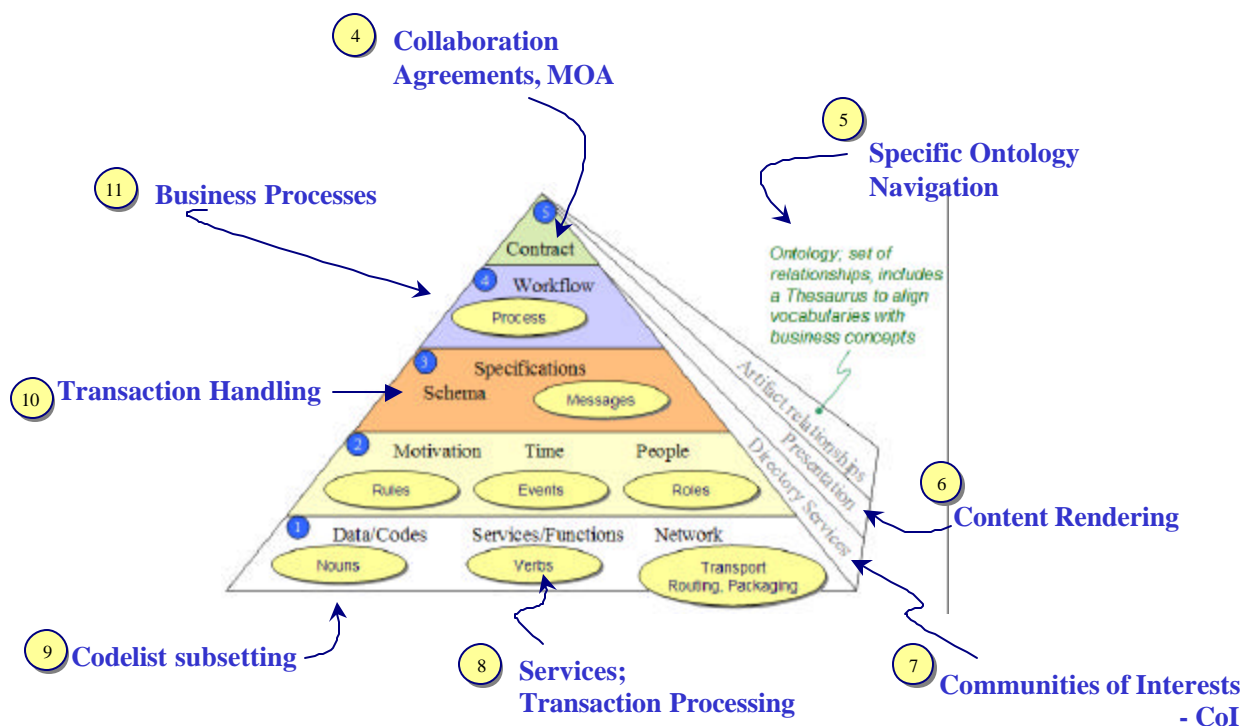 4
Collaboration
Agreements, MOA
5
Specific Ontology
Navigation
11
Business Processes
5
Contract
Ontology; set of
relationships, includes
a Thesaurus to align
vocabularies with
business concepts
4
Workflow
Process
3
Specifications
Schema
Messages
10
Transaction Handling
Artifact relationships
Presentation
Directory Services
2
Motivation Time People
Rules Events Roles
6
Content Rendering
1
Data/Codes Services/Functions Network
Nouns Verbs Transport
Routing, Packaging
9
Codelist subsetting
8
Services;
Transaction Processing
7
Communities of Interests
- CoI